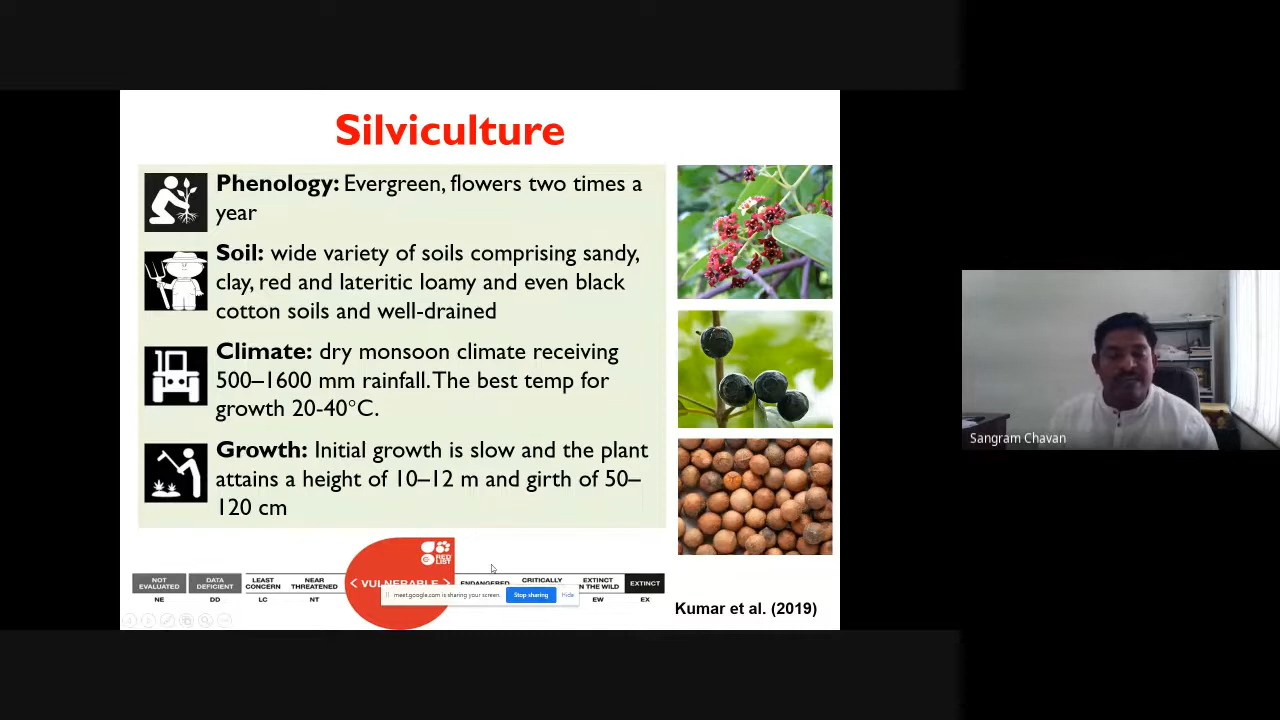 Silviculture
Phenology: Evergreen, flowers two times a
year
Soil: wide variety of soils comprising sandy,
clay, red and lateritic loamy and even black
cotton soils and well-drained
Climate: dry monsoon climate receiving
500–1600 mm rainfall. The best temp for
growth 20-40°C.
Growth: Initial growth is slow and the plant
attains a height of 10–12 m and girth of 50–
120 cm
RED
LIST
NOT
EVALUATED
NE
DATA
DEFICIENT
DD
LEAST
CONCERN
LC
NEAR
THREATENED
NT
< VULNERABLE >
ENDANGERED
CRITICALLY
EXTINCT
IN THE WILD
EW
EXTINCT
EX
meet.google.com is sharing your screen.
Stop sharing
Hide
Kumar et al. (2019)
Sangram Chavan